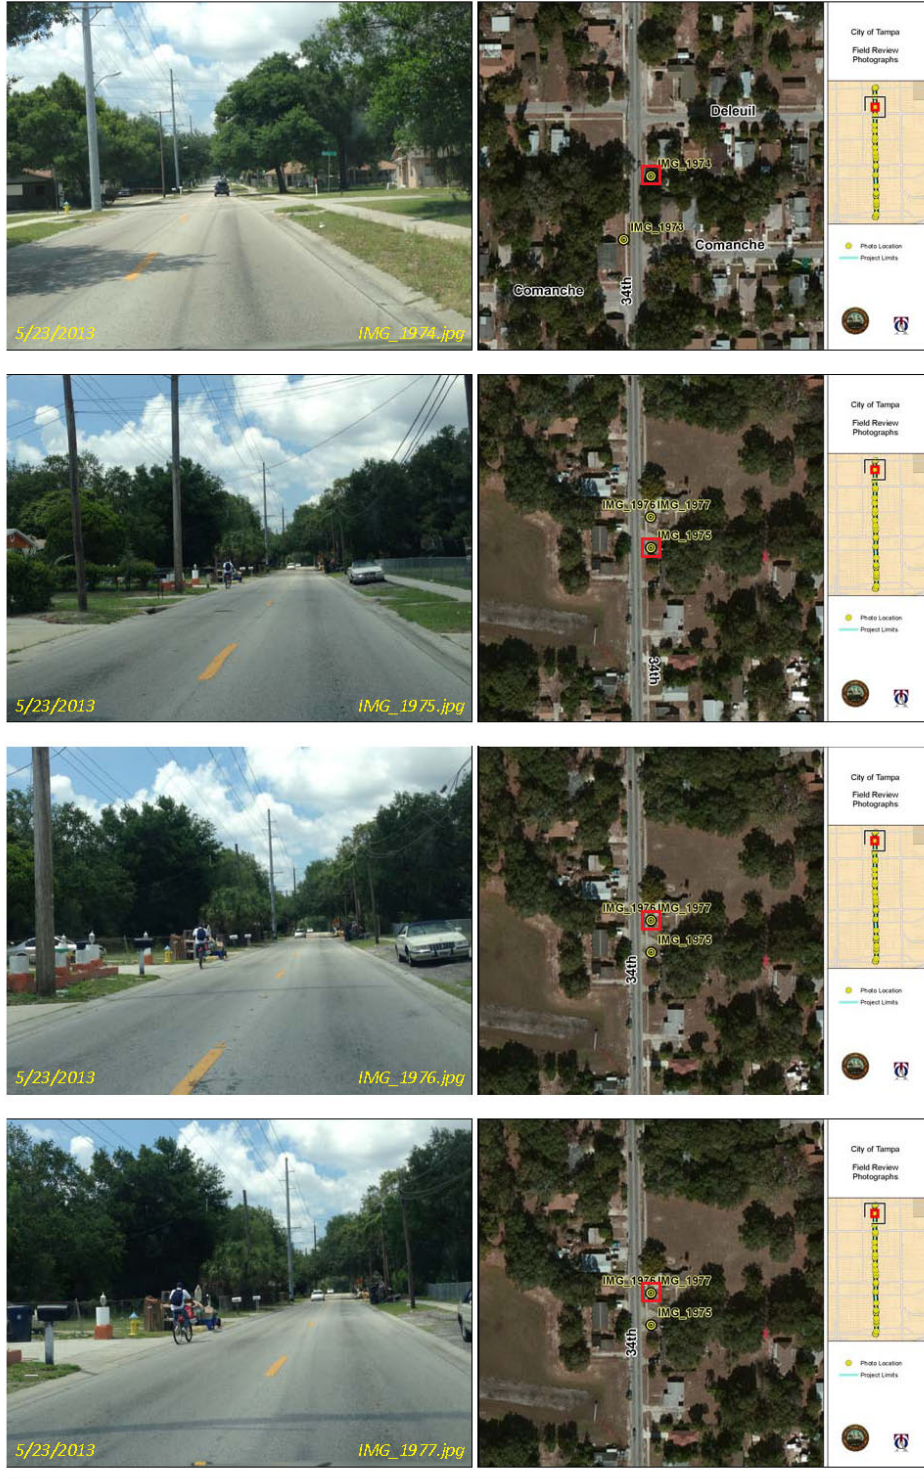 5/23/2013
IMG_1974.jpg
Deleuil
IMG_1974
IMG_1973
Comanche
Comanche
34th
City of Tampa
Field Review
Photographs
Photo Location
Project Limits
5/23/2013
IMG_1975.jpg
IMG_1976 IMG_1977
IMG_1975
34th
City of Tampa
Field Review
Photographs
Photo Location
Project Limits
5/23/2013
IMG_1976.jpg
IMG_1976 IMG_1977
IMG_1975
34th
City of Tampa
Field Review
Photographs
Photo Location
Project Limits
5/23/2013
IMG_1977.jpg
IMG_1976 IMG_1977
IMG_1975
34th
City of Tampa
Field Review
Photographs
Photo Location
Project Limits